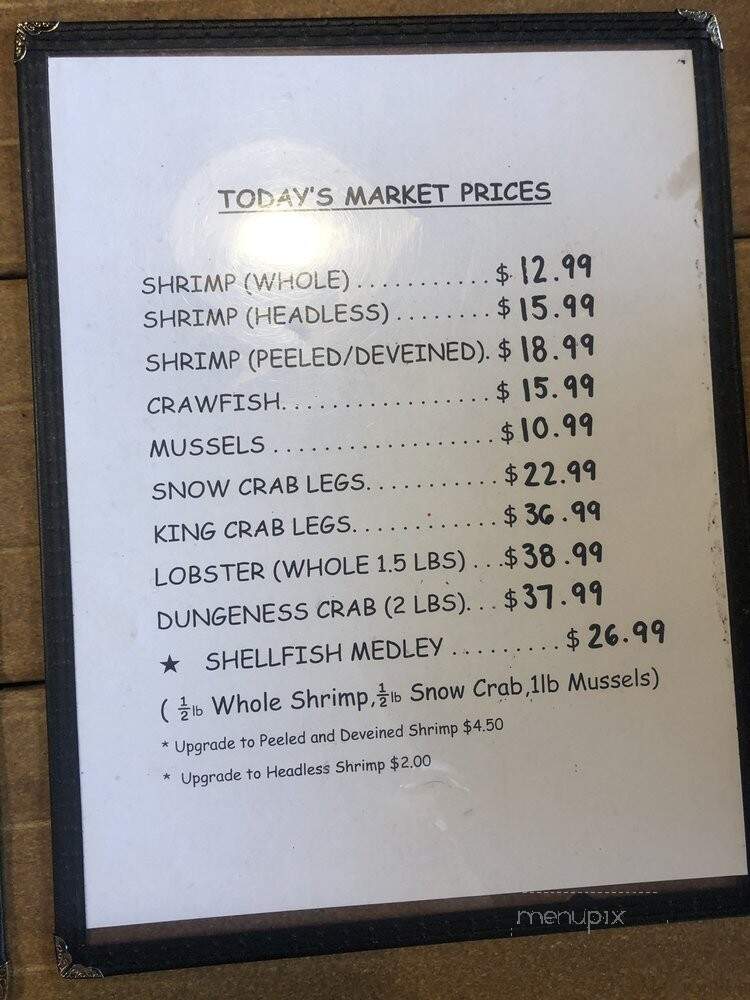 TODAY'S MARKET PRICES
SHRIMP (WHOLE) ........... $ 12.99
SHRIMP (HEADLESS) ........ $ 15.99
SHRIMP (PEELED/DEVEINED). $ 18.99
CRAWFISH.................. $ 15.99
MUSSELS ................... $10.99
SNOW CRAB LEGS........... $22.99
KING CRAB LEGS............ $ 36.99
LOBSTER (WHOLE 1.5 LBS) ...$38.99
DUNGENESS CRAB (2 LBS)... $37.99
★ SHELLFISH MEDLEY ......... $ 26.99
( ½lb Whole Shrimp,½lb Snow Crab,1lb Mussels)
* Upgrade to Peeled and Deveined Shrimp $4.50
* Upgrade to Headless Shrimp $2.00
menupix